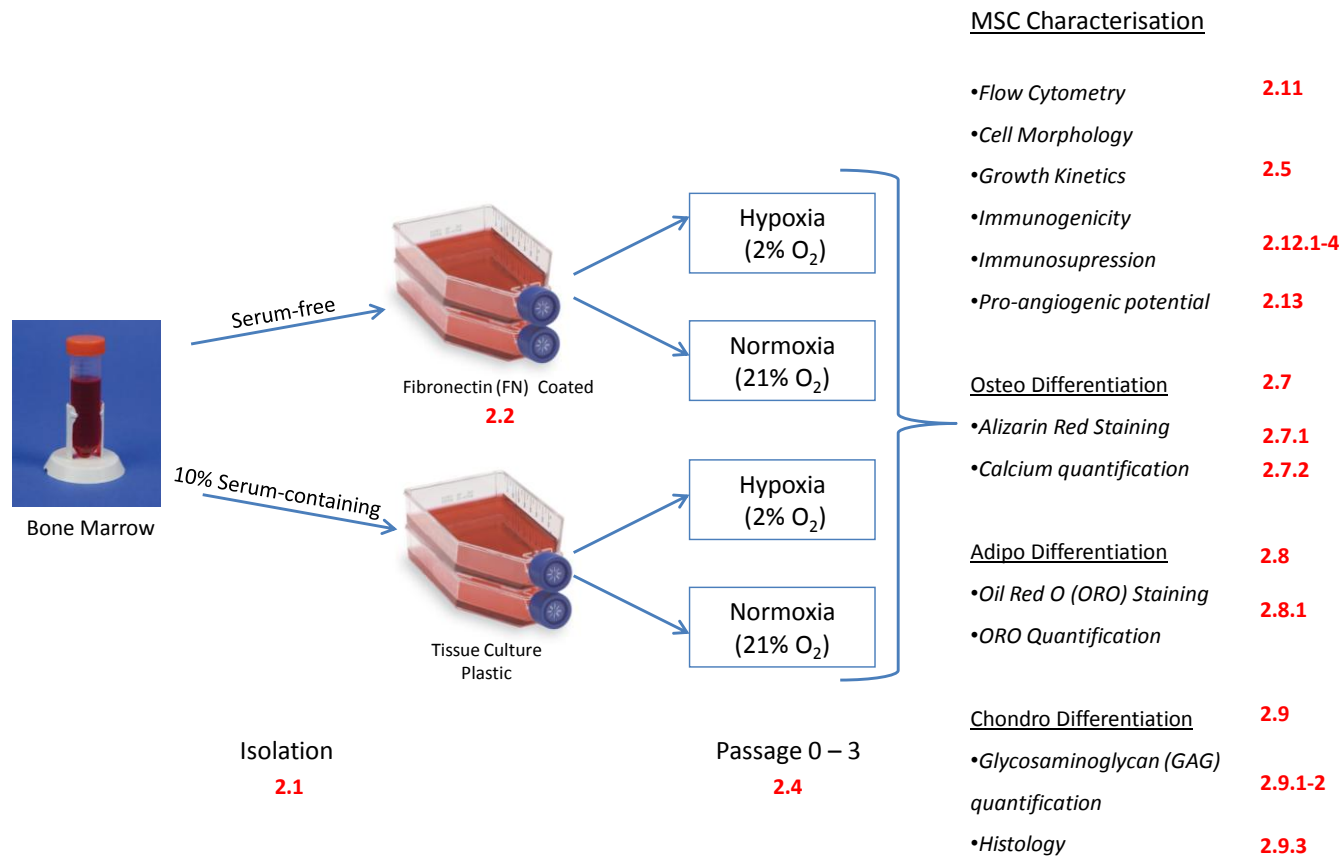 MSC Characterisation
•Flow Cytometry 2.11
•Cell Morphology
•Growth Kinetics 2.5
•Immunogenicity
2.12.1-4
•Immunosupression
•Pro-angiogenic potential 2.13
Osteo Differentiation 2.7
•Alizarin Red Staining 2.7.1
•Calcium quantification 2.7.2
Adipo Differentiation 2.8
•Oil Red O (ORO) Staining
2.8.1
•ORO Quantification
Chondro Differentiation 2.9
•Glycosaminoglycan (GAG)
quantification
2.9.1-2
•Histology 2.9.3
Bone Marrow
Serum-free
10% Serum-containing
Fibronectin (FN) Coated
2.2
Tissue Culture
Plastic
Hypoxia
(2% O₂)
Normoxia
(21% O₂)
Hypoxia
(2% O₂)
Normoxia
(21% O₂)
Isolation
2.1
Passage 0 – 3
2.4